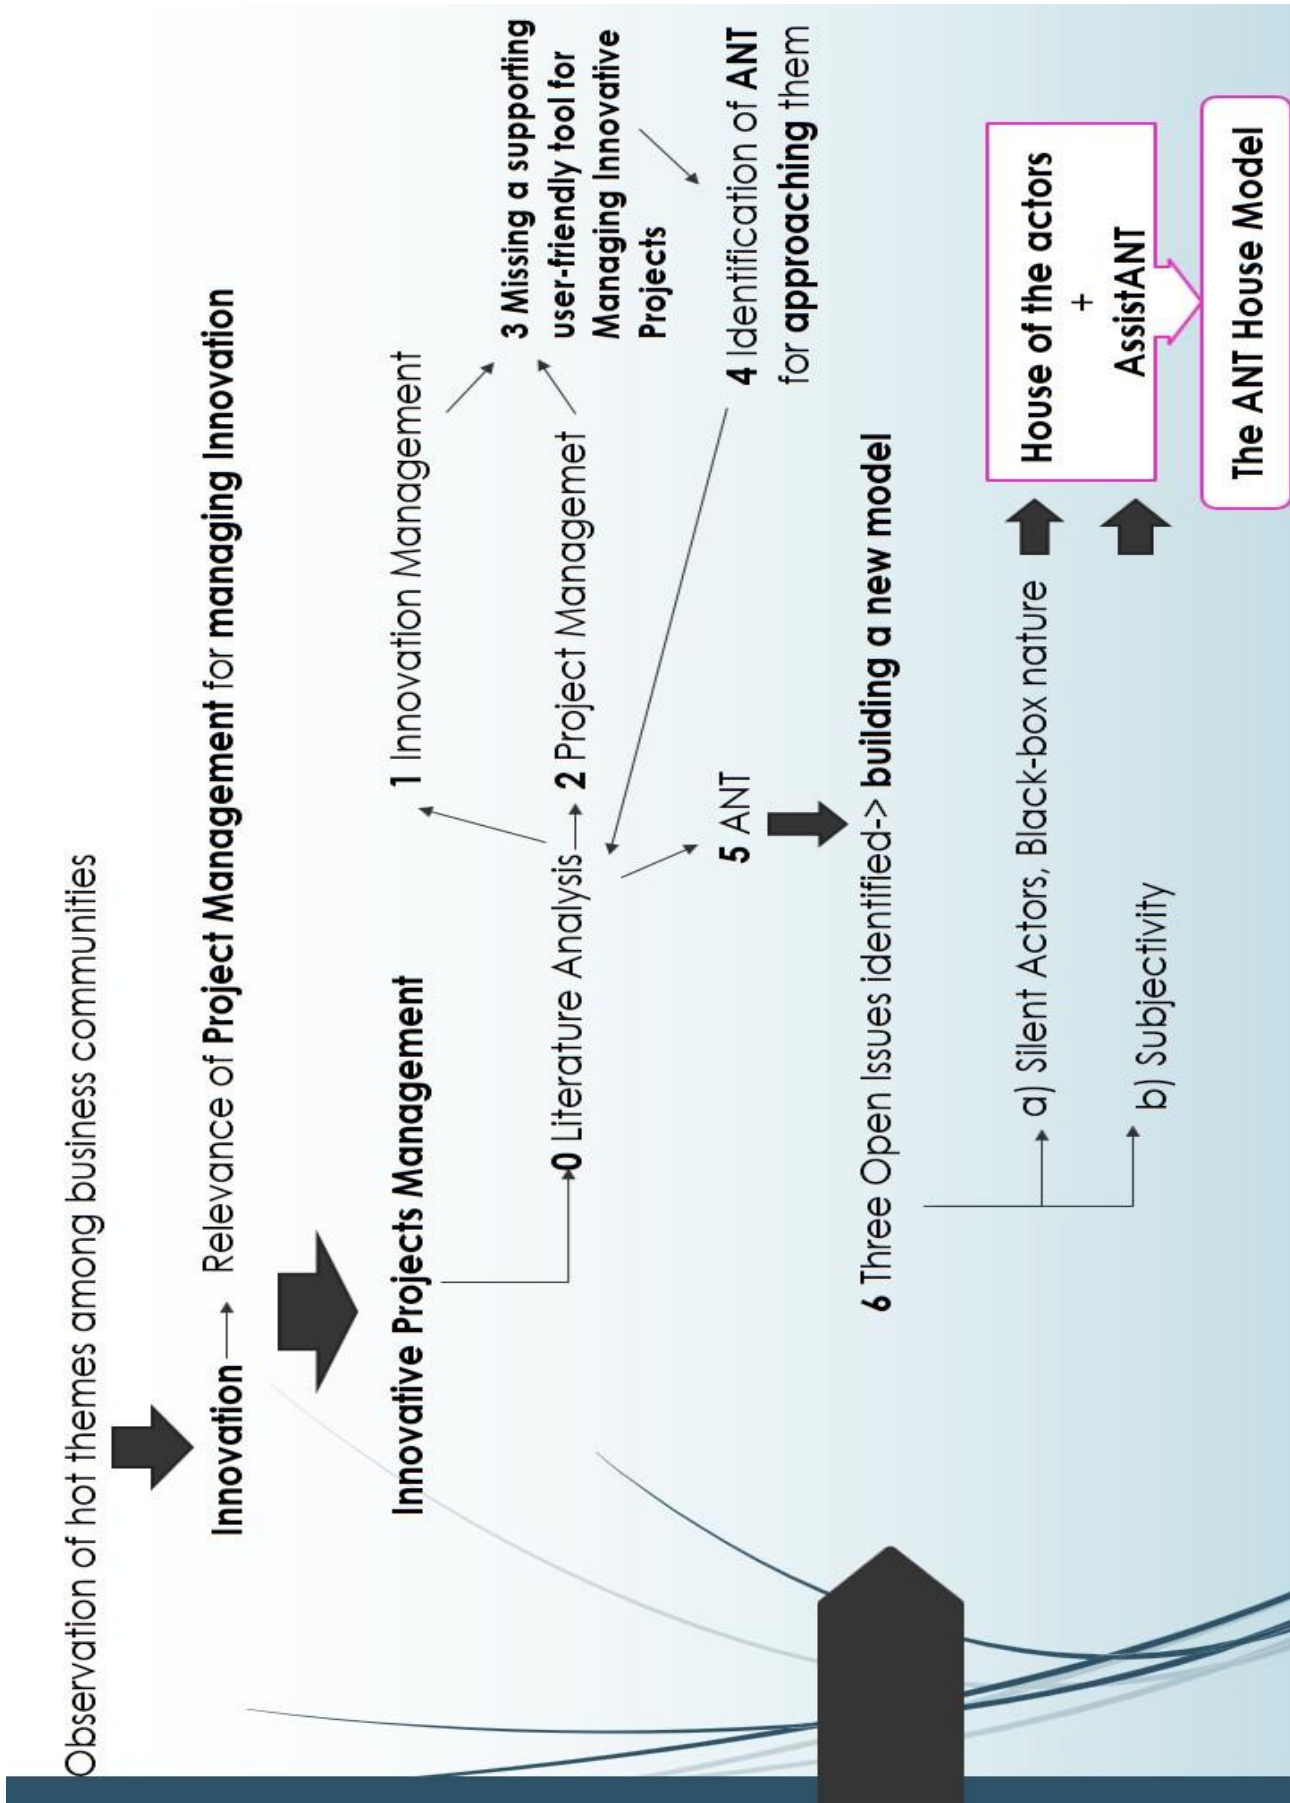 Observation of hot themes among business communities
Innovation
Relevance of Project Management for managing Innovation
Innovative Projects Management
1 Innovation Management
0 Literature Analysis
2 Project Managemet
3 Missing a supporting
user-friendly tool for
Managing Innovative
Projects
4 Identification of ANT
for approaching them
5 ANT
6 Three Open Issues identified-> building a new model
a) Silent Actors, Black-box nature
b) Subjectivity
House of the actors
+
AssistANT
The ANT House Model